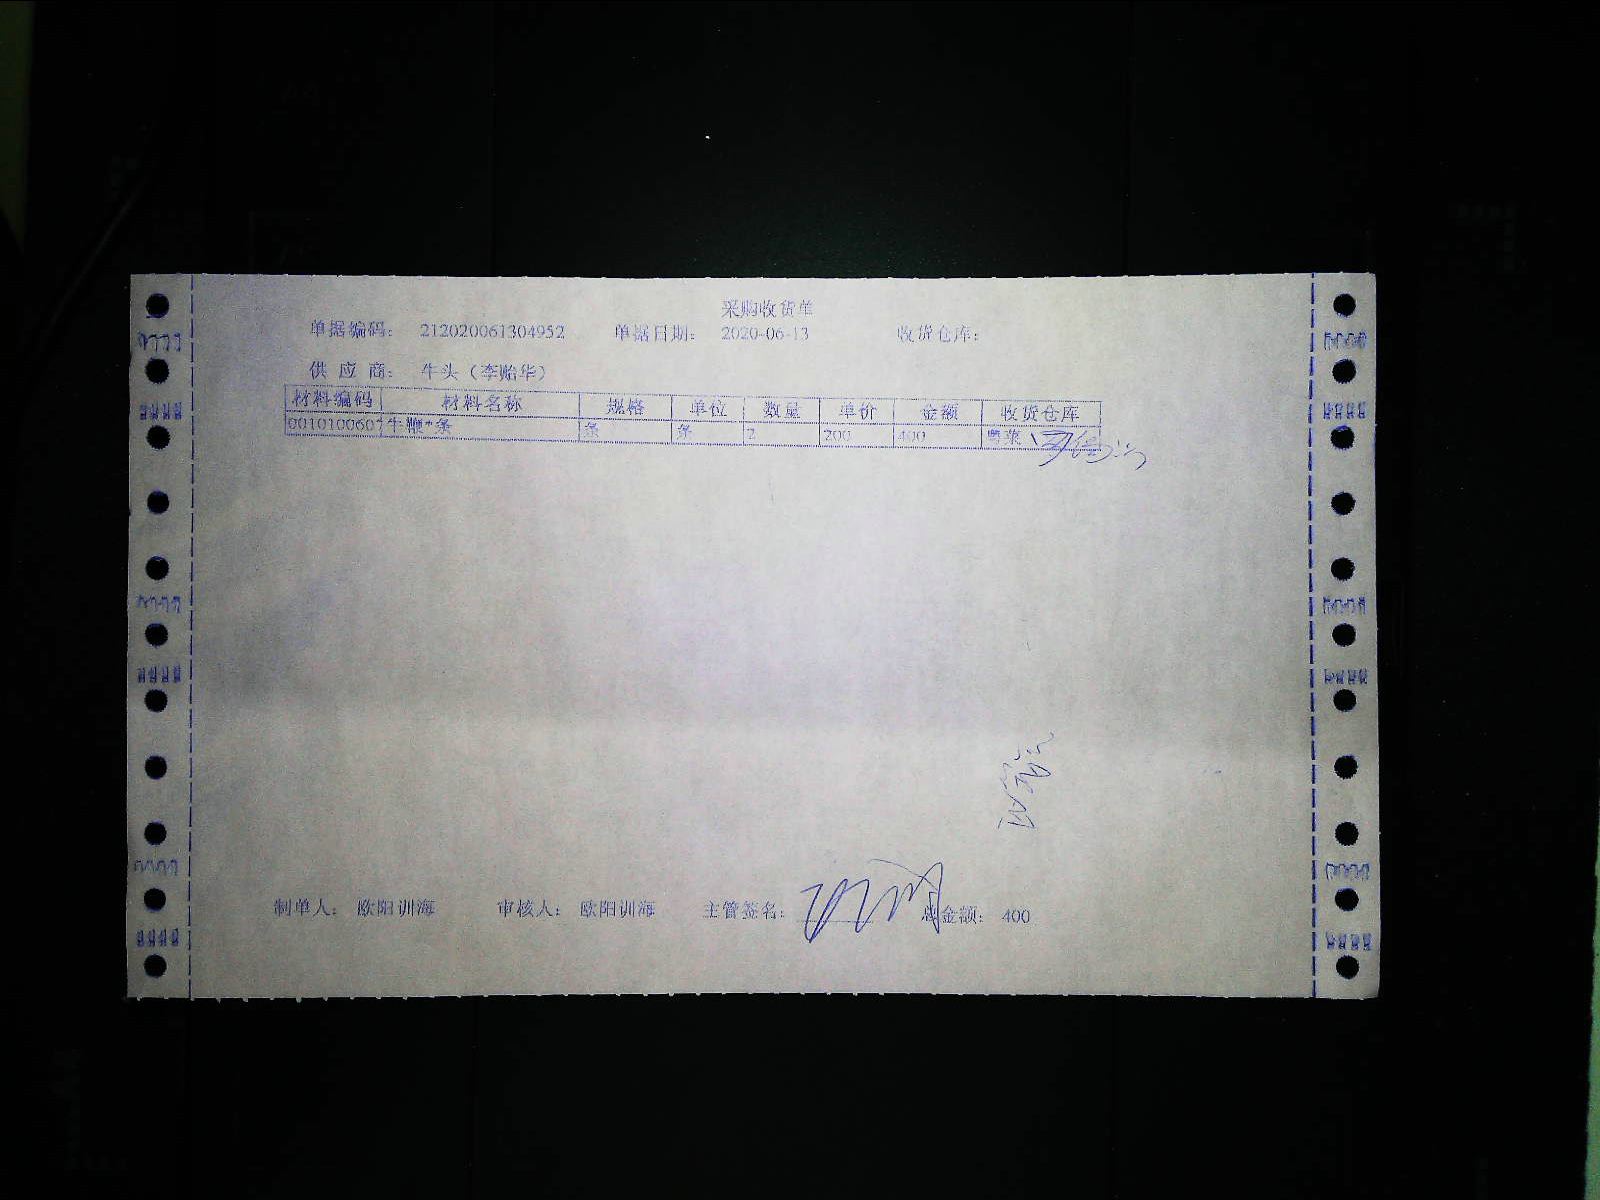 采购收货单
单据编码： 212020061304952 单据日期： 2020-06-13 收货仓库：
供 应 商： 牛头（李贻华）
材料编码 材料名称 规格 单位 数量 单价 金额 收货仓库
0010100607 牛鞭*条 条 条 2 200 400 粤菜
制单人： 欧阳训海 审核人： 欧阳训海 主管签名： 总金额： 400